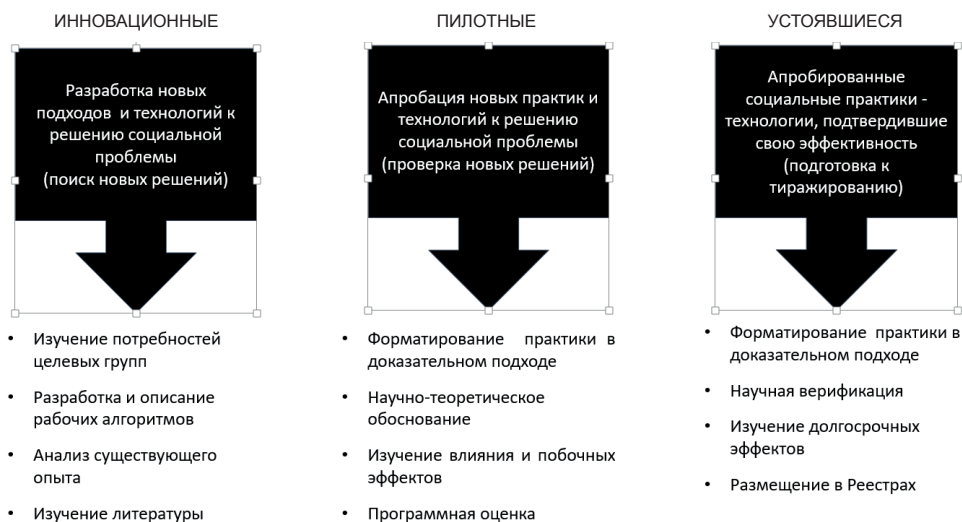 ИННОВАЦИОННЫЕ
Разработка новых
подходов и технологий к
решению социальной
проблемы
(поиск новых решений)
• Изучение потребностей
целевых групп
• Разработка и описание
рабочих алгоритмов
• Анализ существующего
опыта
• Изучение литературы
ПИЛОТНЫЕ
Апробация новых практик и
технологий к решению
социальной проблемы
(проверка новых решений)
• Форматирование практики в
доказательном подходе
• Научно-теоретическое
обоснование
• Изучение влияния и побочных
эффектов
• Программная оценка
УСТОЯВШИЕСЯ
Апробированные
социальные практики -
технологии, подтвердившие
свою эффективность
(подготовка к
тиражированию)
• Форматирование практики в
доказательном подходе
• Научная верификация
• Изучение долгосрочных
эффектов
• Размещение в Реестрах